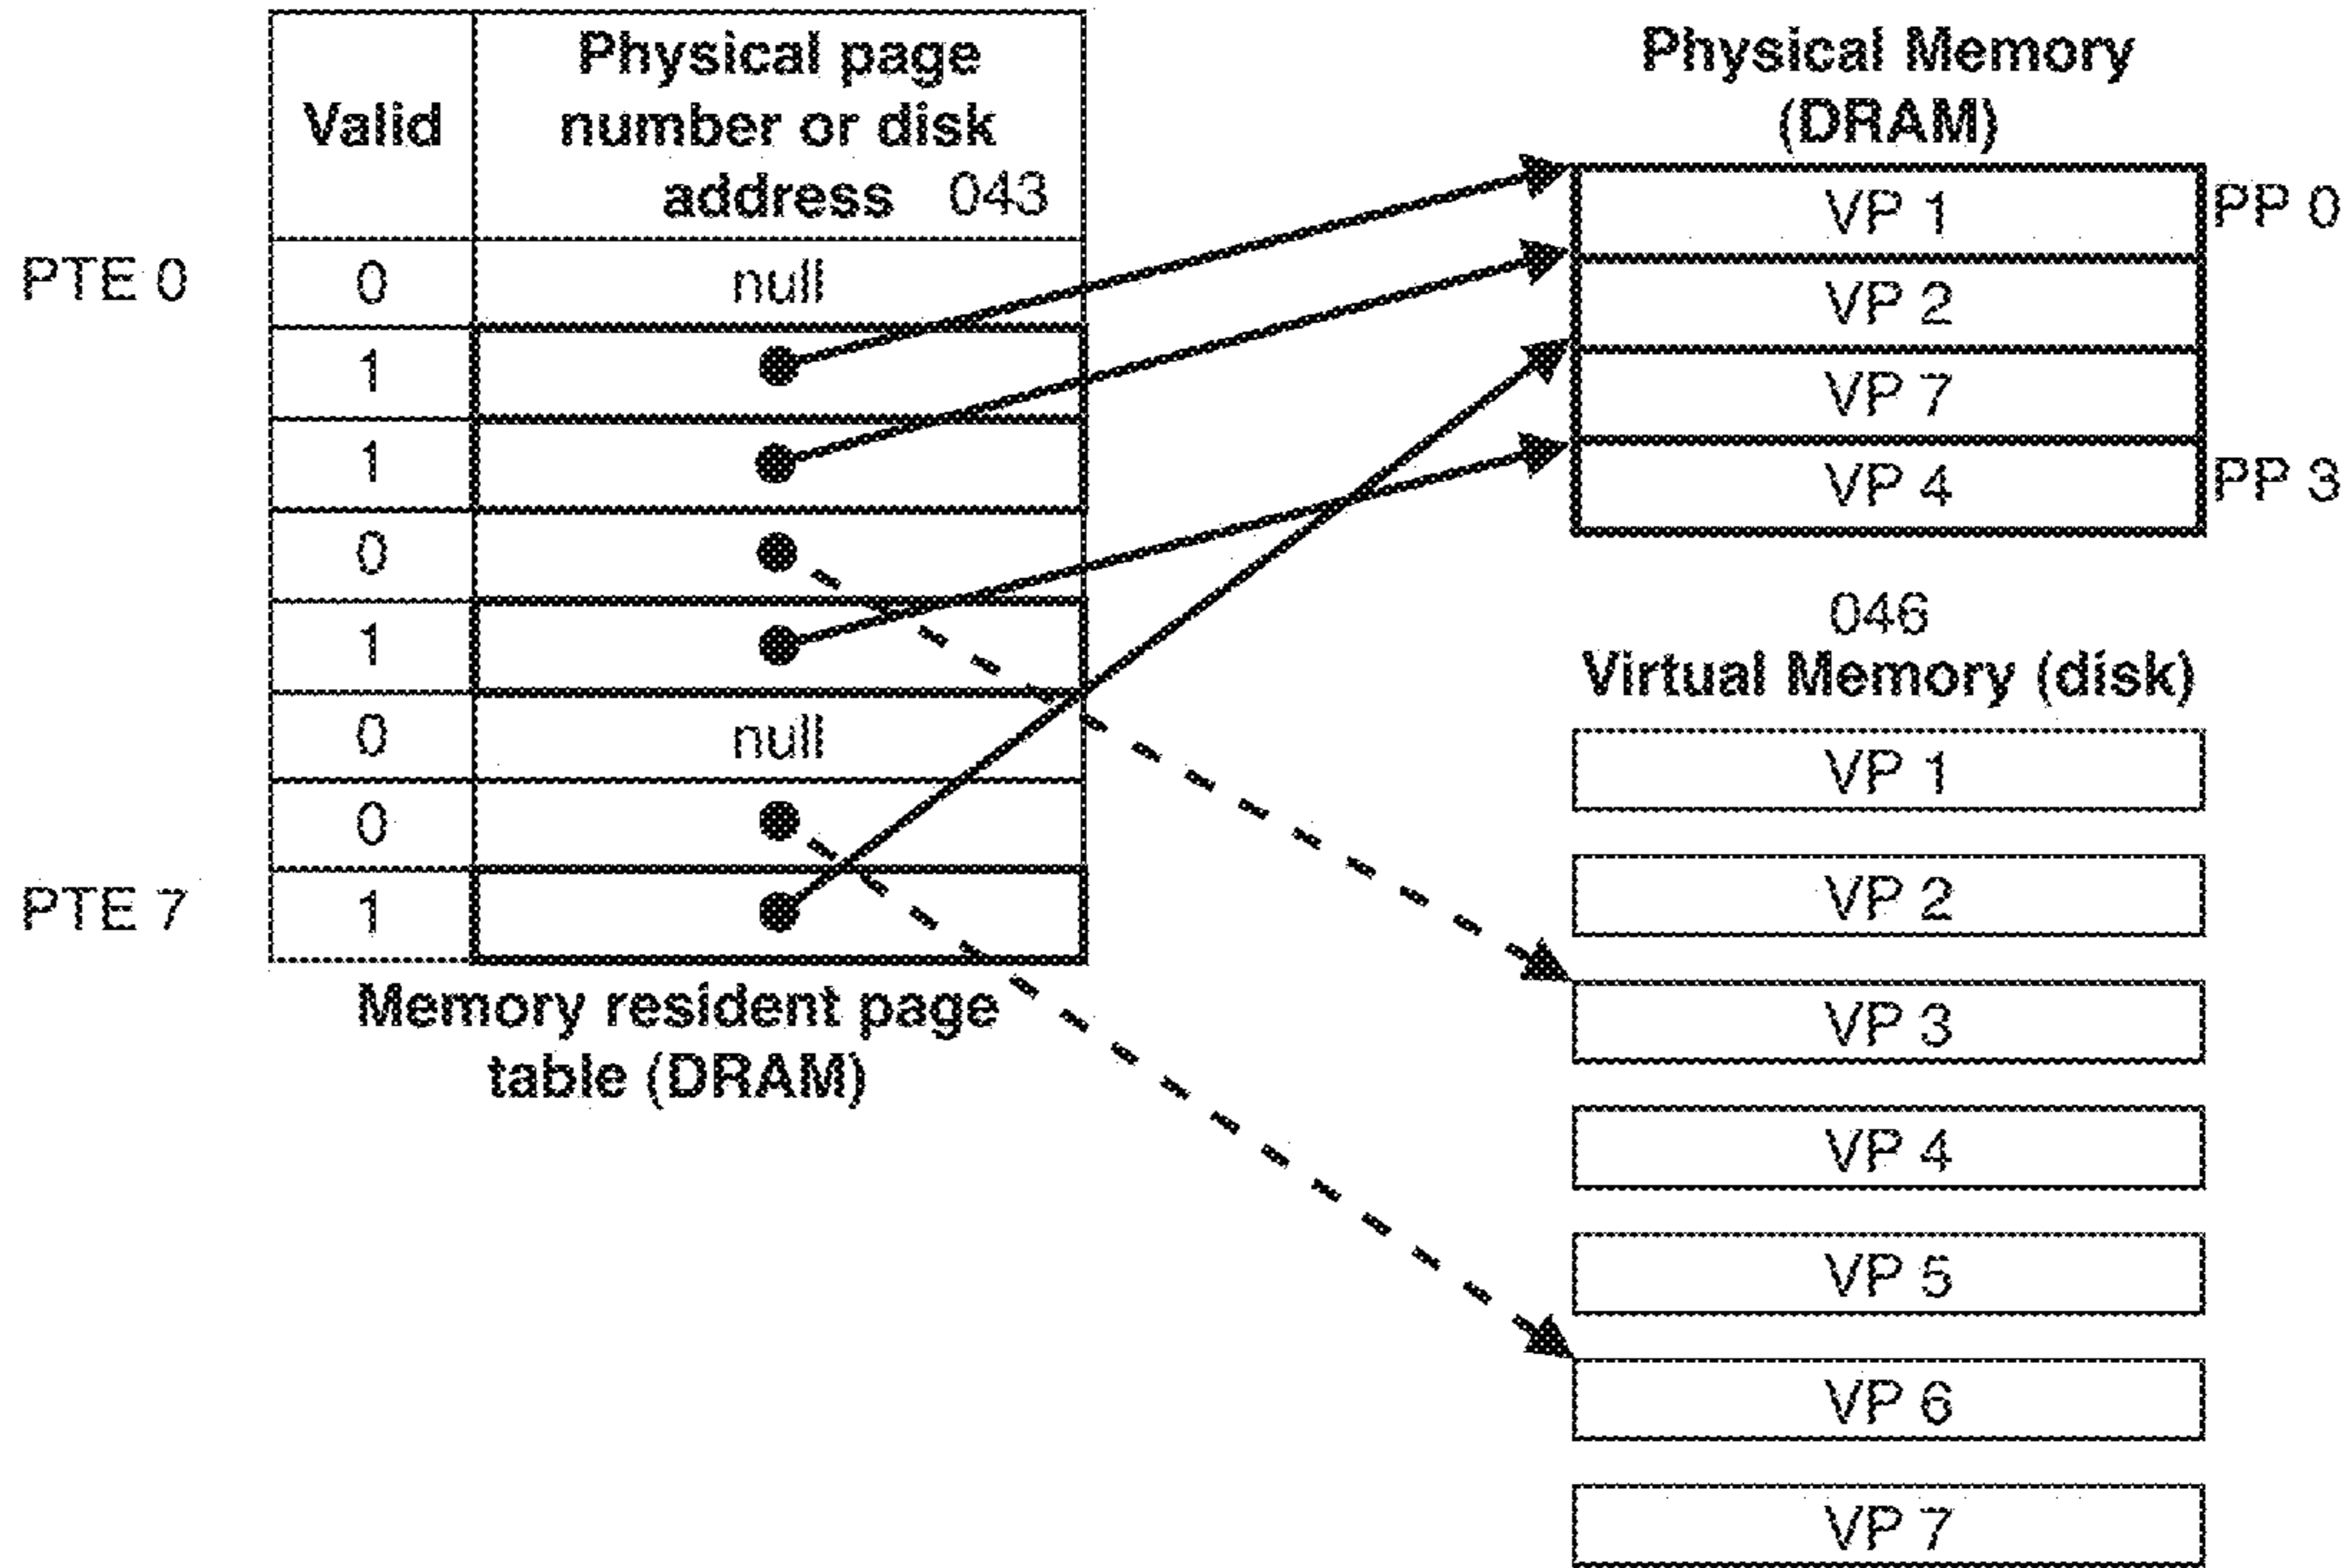 Valid
Physical page
number or disk
address 043
PTE 0
0
null
1
1
0
1
0
null
0
PTE 7
1
Memory resident page
table (DRAM)
Physical Memory
(DRAM)
VP 1
PP 0
VP 2
VP 7
VP 4
PP 3
046
Virtual Memory (disk)
VP 1
VP 2
VP 3
VP 4
VP 5
VP 6
VP 7